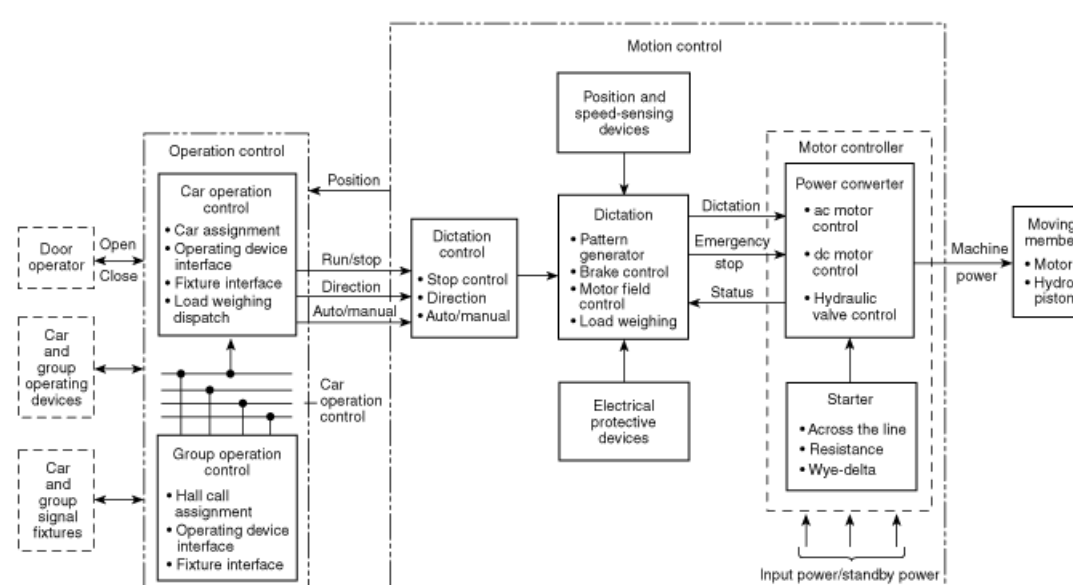 Motion control
Position and
speed-sensing
devices
Operation control
Motor controller
Car operation
control
• Car assignment
• Operating device
interface
• Fixture interface
• Load weighing
dispatch
Position
Power converter
• ac motor
control
• dc motor
control
• Hydraulic
valve control
Door
operator
Open
Close
Run/stop
Direction
Auto/manual
Dictation
control
• Stop control
• Direction
• Auto/manual
Dictation
• Pattern
generator
• Brake control
• Motor field
control
• Load weighing
Dictation
Emergency
stop
Status
Machine
power
Moving
membe
• Motor
• Hydro
piston
Car
and
group
operating
devices
Car
operation
control
Electrical
protective
devices
Starter
• Across the line
• Resistance
• Wye-delta
Car
and
group
signal
fixtures
Group operation
control
• Hall call
assignment
• Operating device
interface
• Fixture interface
Input power/standby power